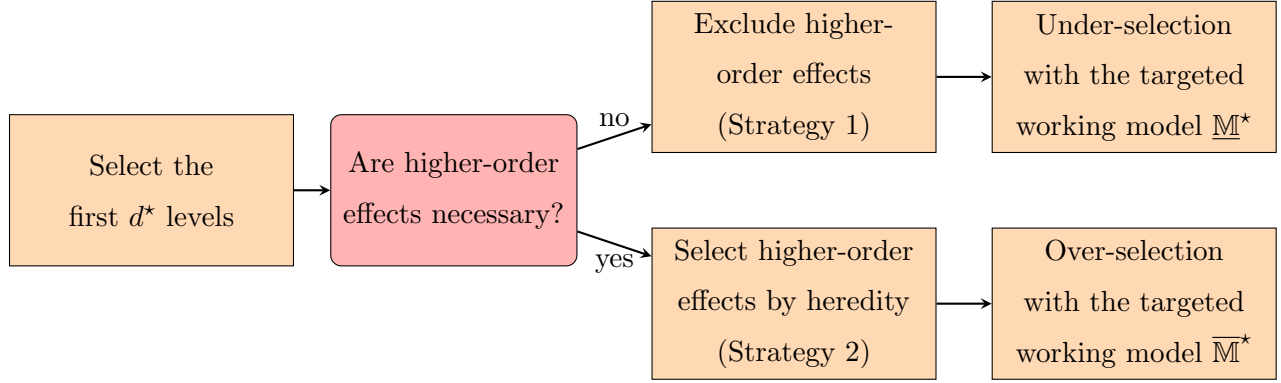 Select the
first d⋆ levels
Are higher-order
effects necessary?
no
yes
Exclude higher-
order effects
(Strategy 1)
Under-selection
with the targeted
working model M̲⋆
Select higher-order
effects by heredity
(Strategy 2)
Over-selection
with the targeted
working model M̅⋆